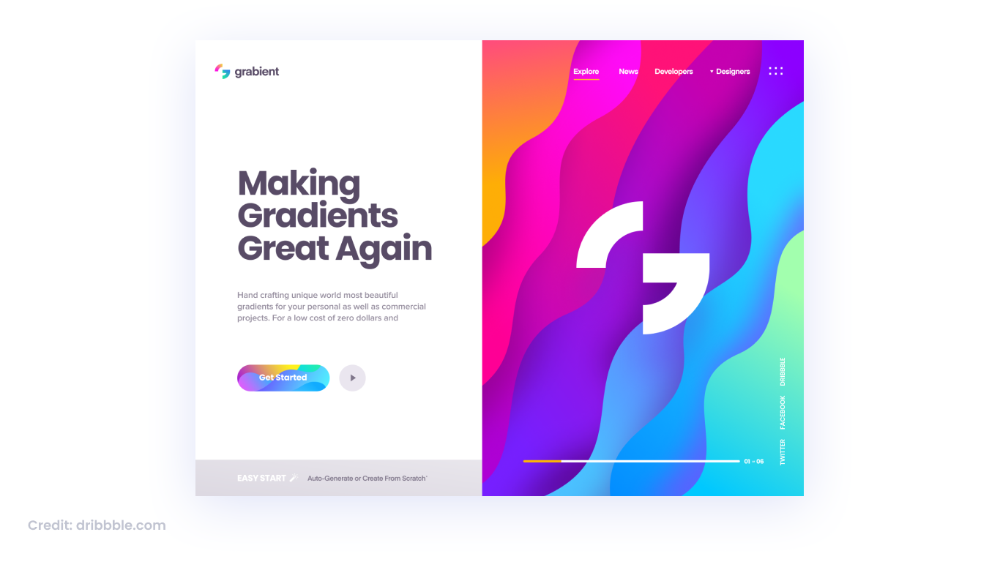 grabient
Explore News Developers Designers
Making
Gradients
Great Again
Hand crafting unique world most beautiful
gradients for your personal as well as commercial
projects. For a low cost of zero dollars and
Get Started
EASY START Auto-Generate or Create From Scratch*
01 - 06
TWITTER FACEBOOK DRIBBBLE
Credit: dribbble.com